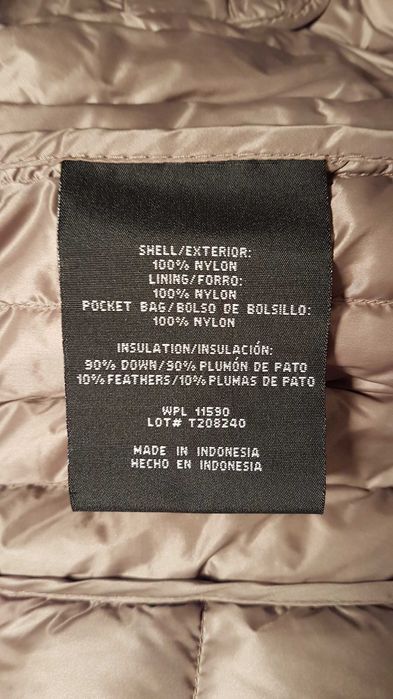 SHELL/EXTERIOR:
100% NYLON
LINING/FORRO:
100% NYLON
POCKET BAG/BOLSO DE BOLSILLO:
100% NYLON
INSULATION/INSULACIÓN:
90% DOWN/90% PLUMÓN DE PATO
10% FEATHERS/10% PLUMAS DE PATO
WPL 11590
LOT# T208240
MADE IN INDONESIA
HECHO EN INDONESIA